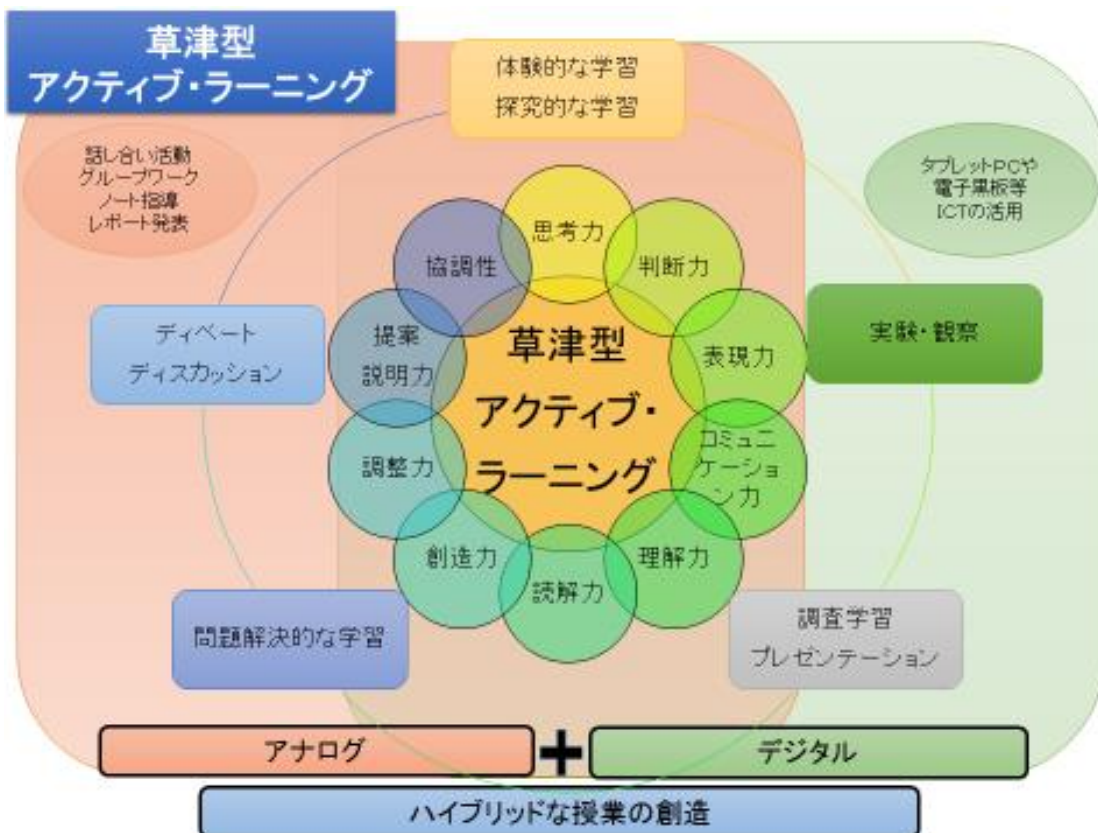 草津型
アクティブ・ラーニング
体験的な学習
探究的な学習
話し合い活動
グループワーク
ノート指導
レポート発表
タブレットPCや
電子黒板等
ICTの活用
思考力
判断力
表現力
コミュニ
ケーショ
ン力
理解力
読解力
創造力
調整力
提案
説明力
協調性
草津型
アクティブ・
ラーニング
ディベート
ディスカッション
実験・観察
問題解決的な学習
調査学習
プレゼンテーション
アナログ
+
デジタル
ハイブリッドな授業の創造